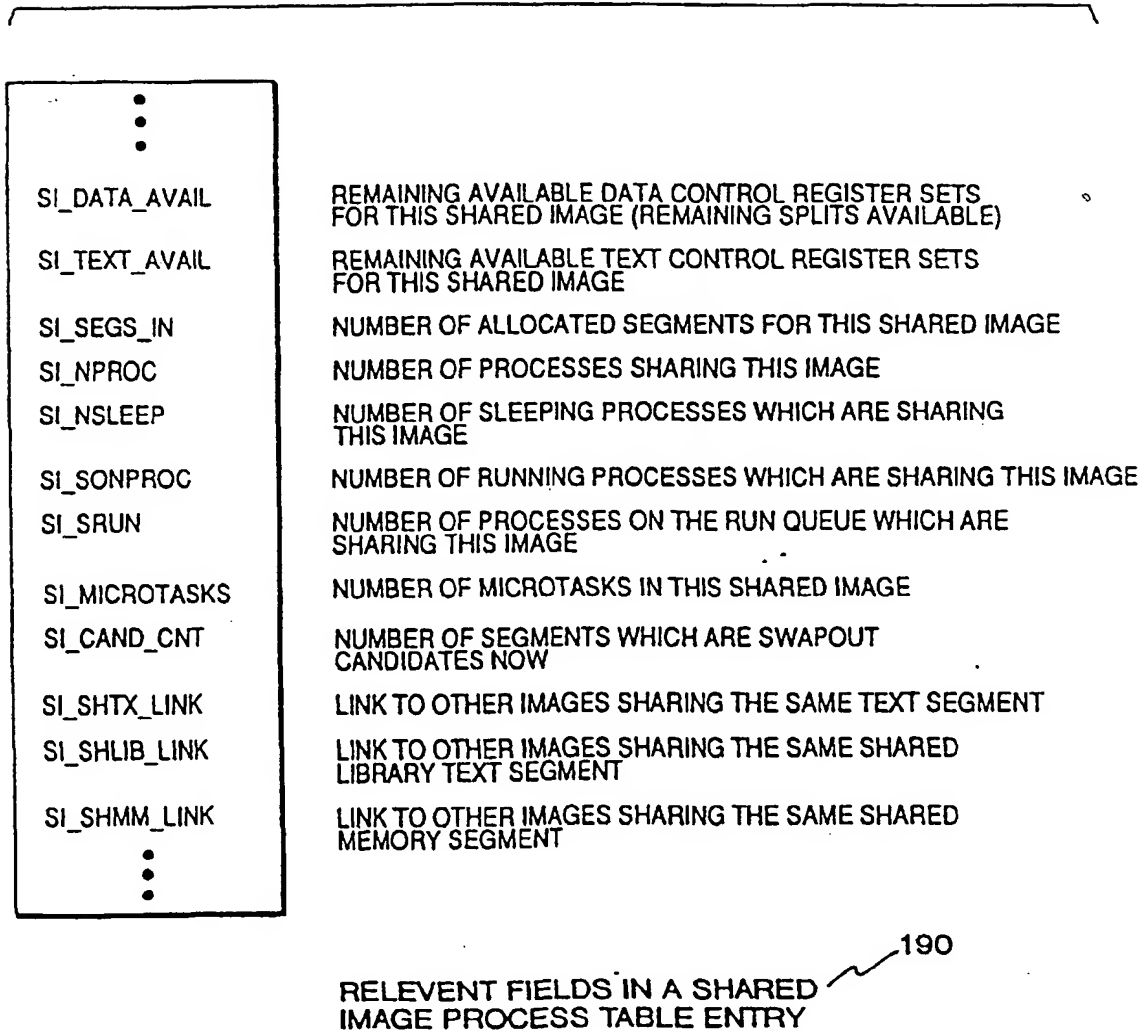 SI_DATA_AVAIL REMAINING AVAILABLE DATA CONTROL REGISTER SETS
FOR THIS SHARED IMAGE (REMAINING SPLITS AVAILABLE)
SI_TEXT_AVAIL REMAINING AVAILABLE TEXT CONTROL REGISTER SETS
FOR THIS SHARED IMAGE
SI_SEGS_IN NUMBER OF ALLOCATED SEGMENTS FOR THIS SHARED IMAGE
SI_NPROC NUMBER OF PROCESSES SHARING THIS IMAGE
SI_NSLEEP NUMBER OF SLEEPING PROCESSES WHICH ARE SHARING
THIS IMAGE
SI_SONPROC NUMBER OF RUNNING PROCESSES WHICH ARE SHARING THIS IMAGE
SI_SRUN NUMBER OF PROCESSES ON THE RUN QUEUE WHICH ARE
SHARING THIS IMAGE
SI_MICROTASKS NUMBER OF MICROTASKS IN THIS SHARED IMAGE
SI_CAND_CNT NUMBER OF SEGMENTS WHICH ARE SWAPOUT
CANDIDATES NOW
SI_SHTX_LINK LINK TO OTHER IMAGES SHARING THE SAME TEXT SEGMENT
SI_SHLIB_LINK LINK TO OTHER IMAGES SHARING THE SAME SHARED
LIBRARY TEXT SEGMENT
SI_SHMM_LINK LINK TO OTHER IMAGES SHARING THE SAME SHARED
MEMORY SEGMENT
190
RELEVENT FIELDS IN A SHARED
IMAGE PROCESS TABLE ENTRY